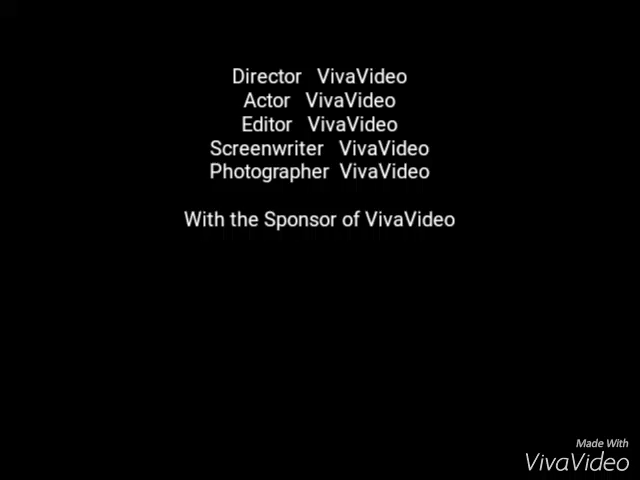 Director VivaVideo
Actor VivaVideo
Editor VivaVideo
Screenwriter VivaVideo
Photographer VivaVideo
With the Sponsor of VivaVideo
Made With
VivaVideo